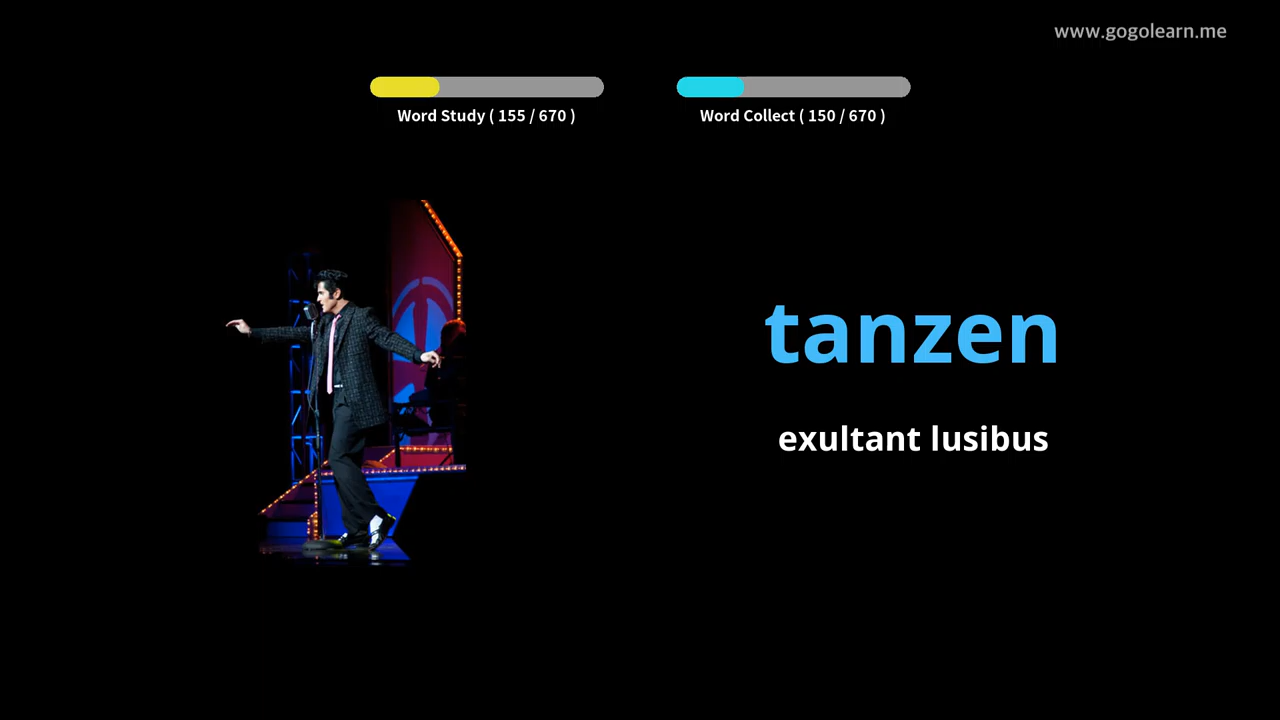 www.gogolearn.me
Word Study ( 155 / 670 )
Word Collect ( 150 / 670 )
tanzen
exultant lusibus